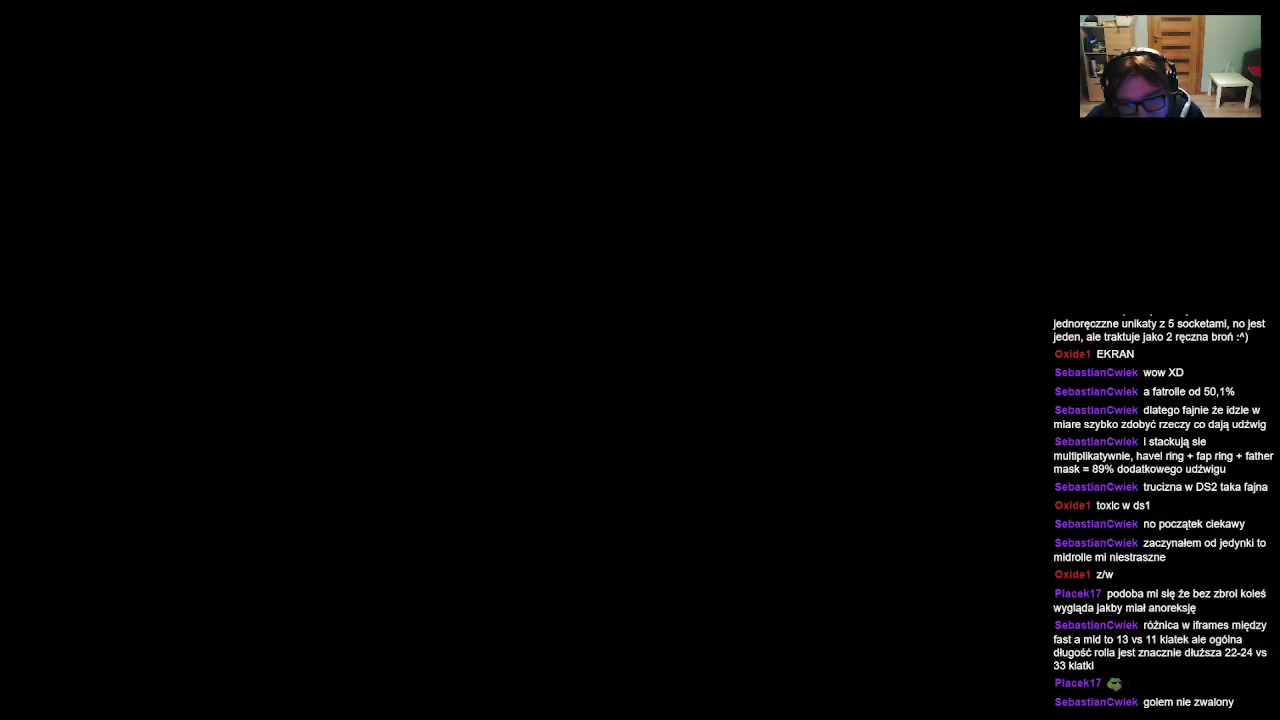 jednoręczzne unikaty z 5 socketami, no jest
jeden, ale traktuje jako 2 ręczna broń :^)
Oxide1 EKRAN
SebastianCwiek wow XD
SebastianCwiek a fatrolle od 50,1%
SebastianCwiek dlatego fajnie że idzie w
miare szybko zdobyć rzeczy co dają udźwig
SebastianCwiek i stackują sie
multiplikatywnie, havel ring + fap ring + father
mask = 89% dodatkowego udźwigu
SebastianCwiek trucizna w DS2 taka fajna
Oxide1 toxic w ds1
SebastianCwiek no początek ciekawy
SebastianCwiek zaczynałem od jedynki to
midrolle mi niestraszne
Oxide1 z/w
Placek17 podoba mi się że bez zbroi koleś
wygląda jakby miał anoreksję
SebastianCwiek różnica w iframes między
fast a mid to 13 vs 11 klatek ale ogólna
długość rolla jest znacznie dłuższa 22-24 vs
33 klatki
Placek17
SebastianCwiek golem nie zwalony